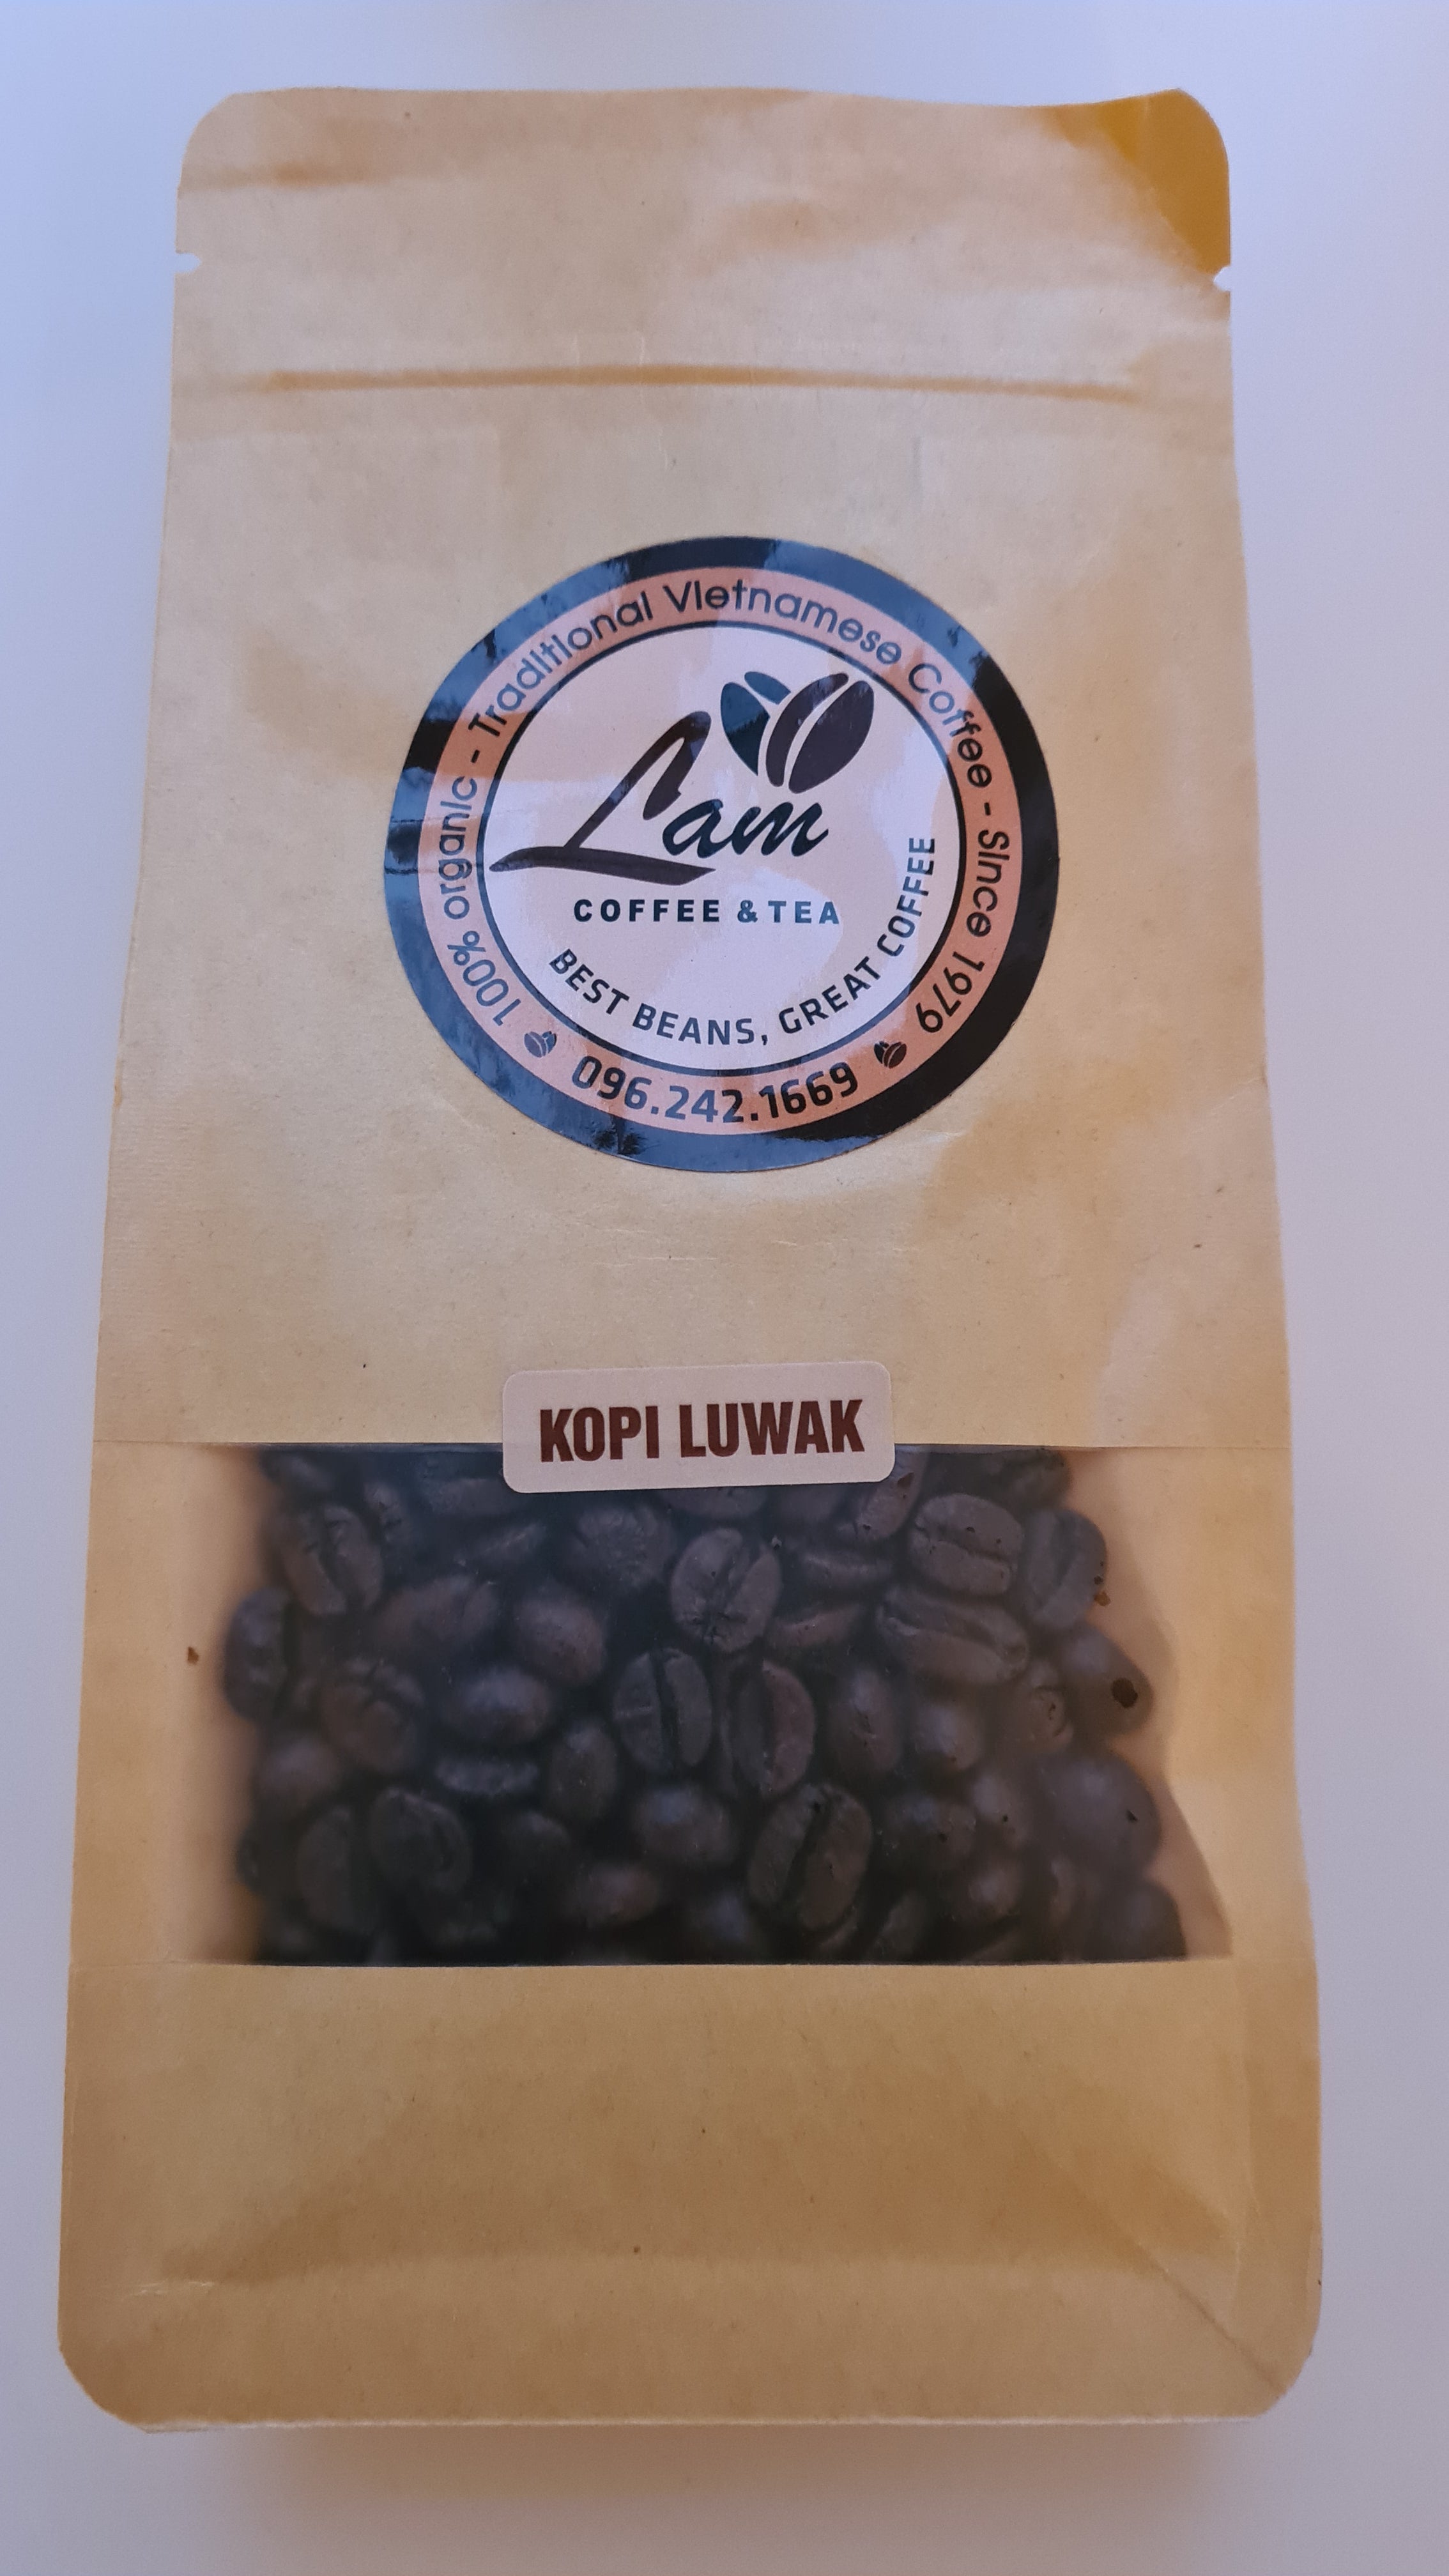 100% organic - Traditional Vietnamese Coffee - Since 1979
Lam
COFFEE & TEA
BEST BEANS, GREAT COFFEE
096.242.1669
KOPI LUWAK